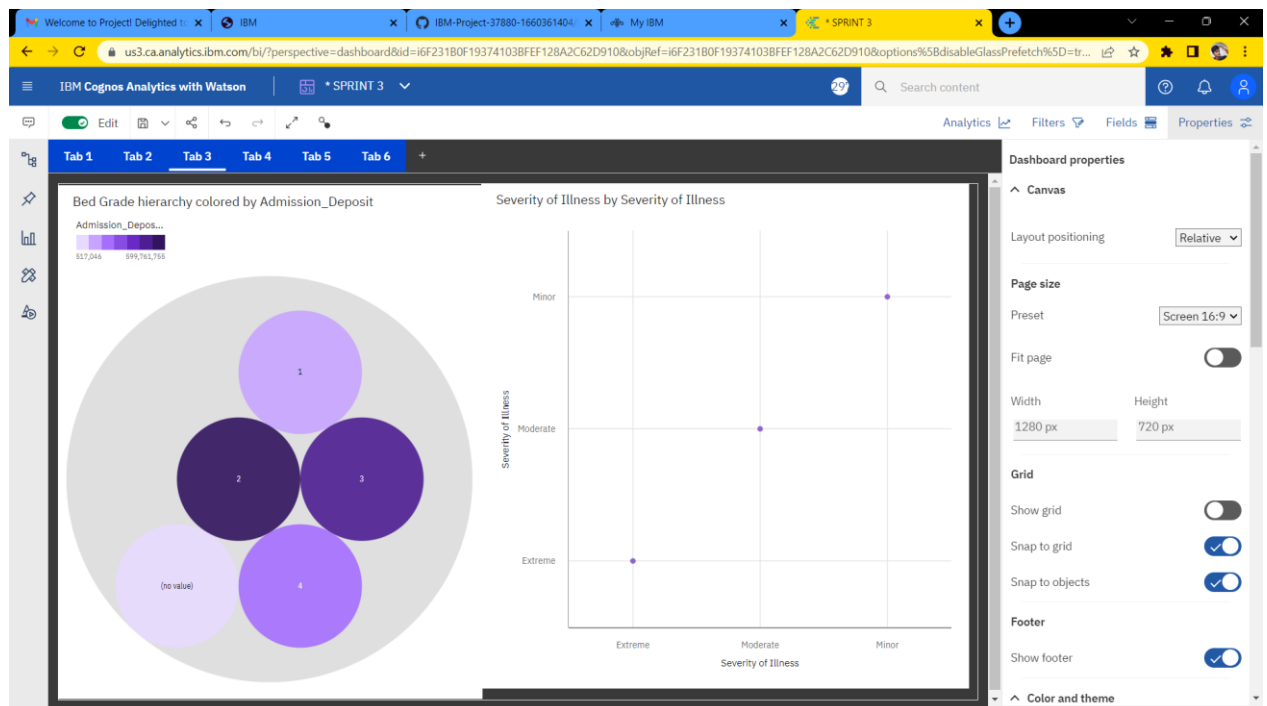 Welcome to Project! Delighted to
IBM
IBM-Project-37880-1660361404/
My IBM
* SPRINT 3
us3.ca.analytics.ibm.com/bi/?perspective=dashboard&id=i6F231B0F19374103BFEF128A2C62D910&objRef=i6F231B0F19374103BFEF128A2C62D910&options%5BdisableGlassPrefetch%5D=tr...
IBM Cognos Analytics with Watson
* SPRINT 3
29
Search content
Edit
Analytics
Filters
Fields
Properties
Tab 1
Tab 2
Tab 3
Tab 4
Tab 5
Tab 6
+
Bed Grade hierarchy colored by Admission_Deposit
Admission_Depos...
517,046
599,761,755
1
2
3
(no value)
4
Severity of Illness by Severity of Illness
Severity of Illness
Minor
Moderate
Extreme
Extreme
Moderate
Minor
Severity of Illness
Dashboard properties
Canvas
Layout positioning
Relative
Page size
Preset
Screen 16:9
Fit page
Width
Height
1280 px
720 px
Grid
Show grid
Snap to grid
Snap to objects
Footer
Show footer
Color and theme